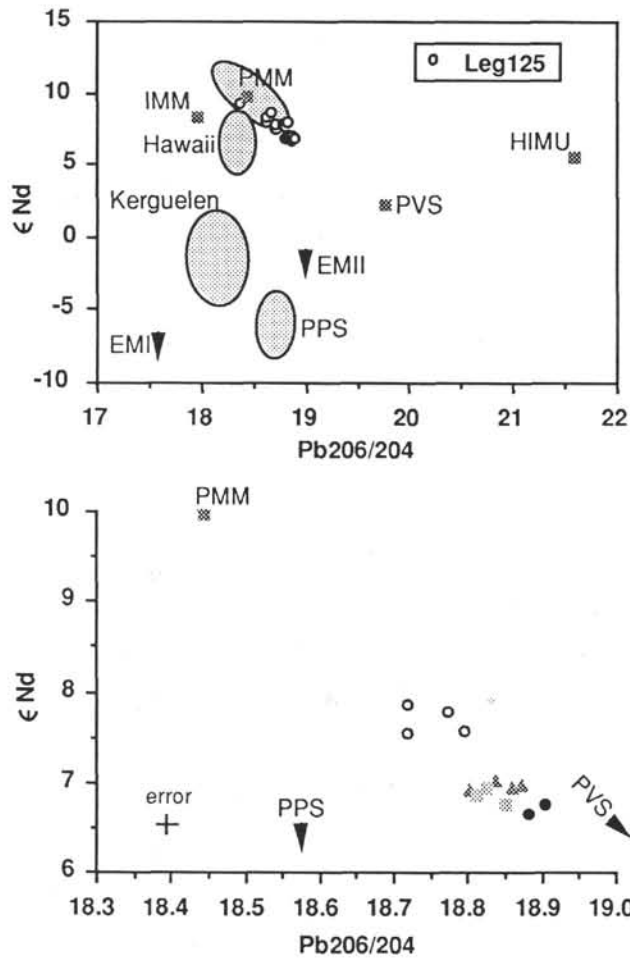 15
Leg125
PMM
10
IMM
Hawaii
HIMU
5
Kerguelen
PVS
ϵ Nd
0
EMII
-5
PPS
EMI
-10
17 18 19 20 21 22
Pb206/204
10
PMM
9
ϵ Nd
8
7
error
PPS
PVS
6
18.3 18.4 18.5 18.6 18.7 18.8 18.9 19.0
Pb206/204